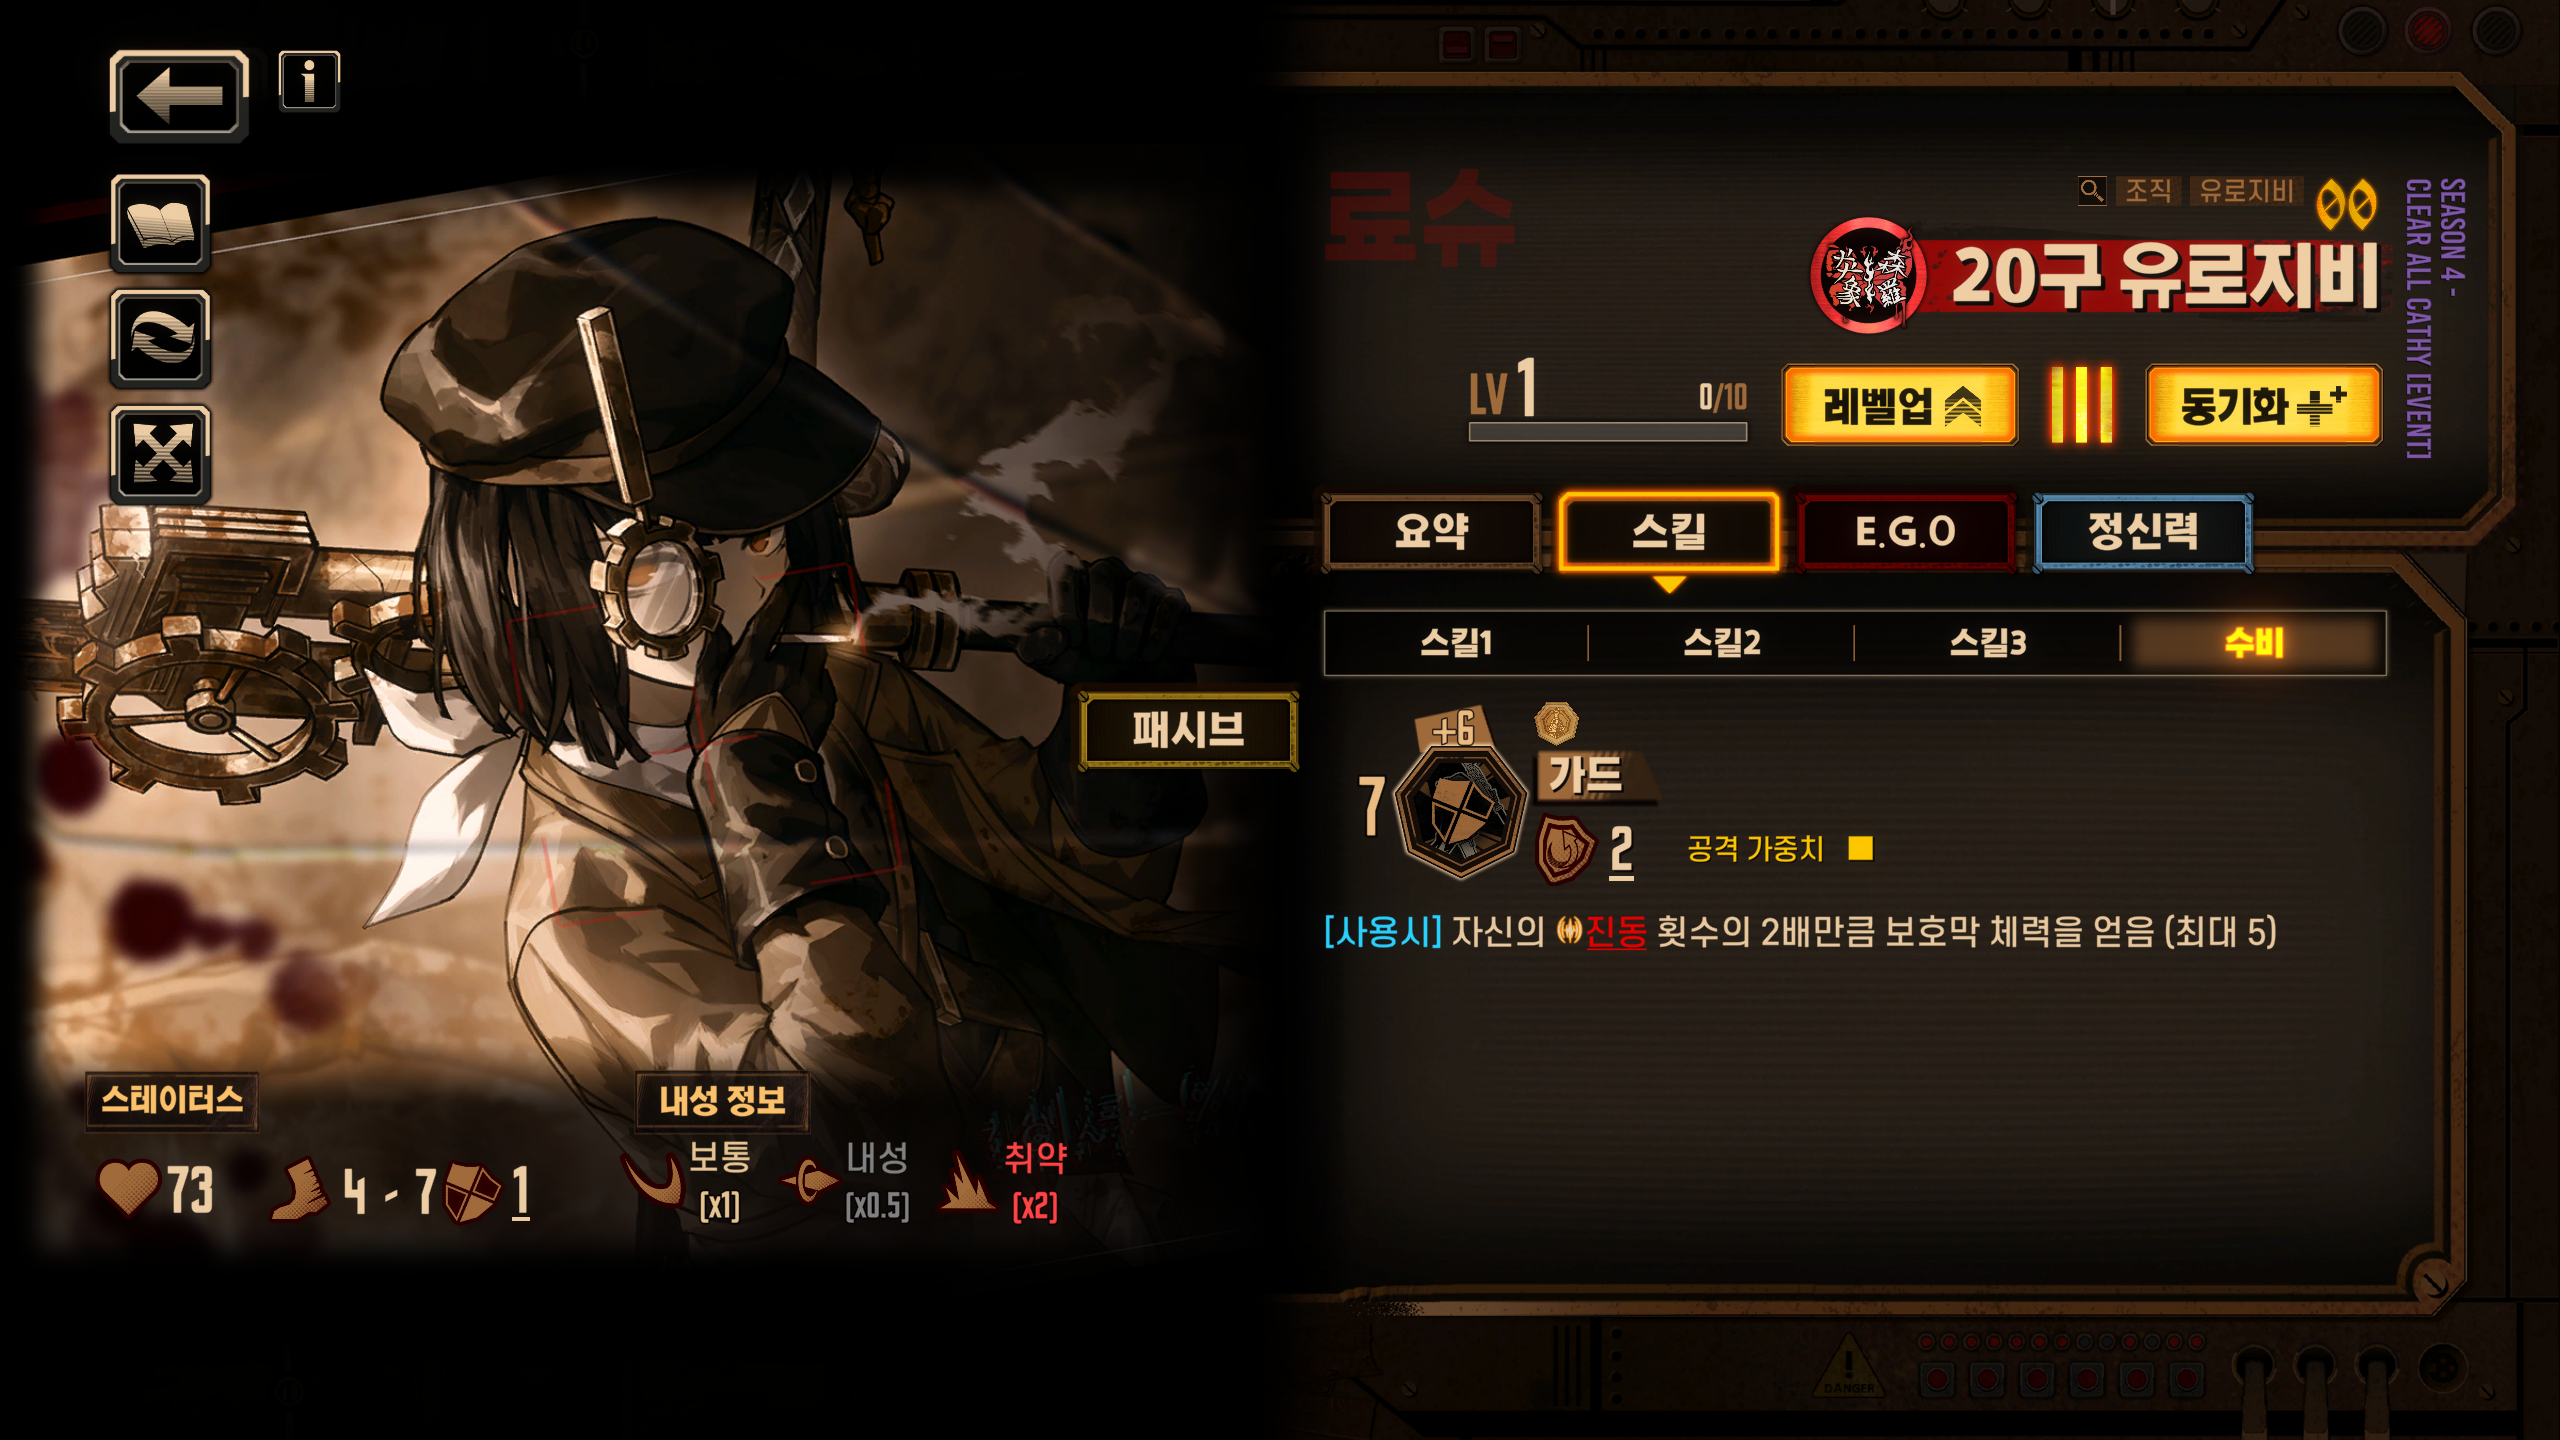 료슈
조직 유로지비
20구 유로지비
SEASON 4 -
CLEAR ALL CATHY [EVENT]
LV 1
0/10
레벨업
동기화
요약
스킬
E.G.O
정신력
스킬1
스킬2
스킬3
수비
패시브
+6
7
가드
2
공격 가중치
[사용시] 자신의 진동 횟수의 2배만큼 보호막 체력을 얻음 (최대 5)
스테이터스
73
4 - 7
1
내성 정보
보통
[x1]
내성
[x0.5]
취약
[x2]
DANGER